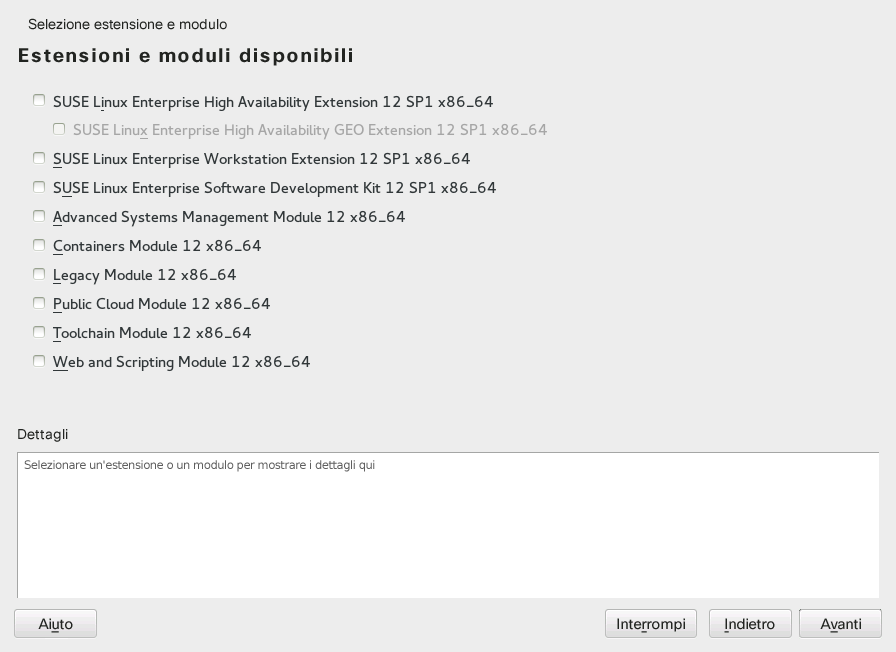 Selezione estensione e modulo
Estensioni e moduli disponibili
SUSE Linux Enterprise High Availability Extension 12 SP1 x86_64
SUSE Linux Enterprise High Availability GEO Extension 12 SP1 x86_64
SUSE Linux Enterprise Workstation Extension 12 SP1 x86_64
SUSE Linux Enterprise Software Development Kit 12 SP1 x86_64
Advanced Systems Management Module 12 x86_64
Containers Module 12 x86_64
Legacy Module 12 x86_64
Public Cloud Module 12 x86_64
Toolchain Module 12 x86_64
Web and Scripting Module 12 x86_64
Dettagli
Selezionare un'estensione o un modulo per mostrare i dettagli qui
Aiuto Interrompi Indietro Avanti